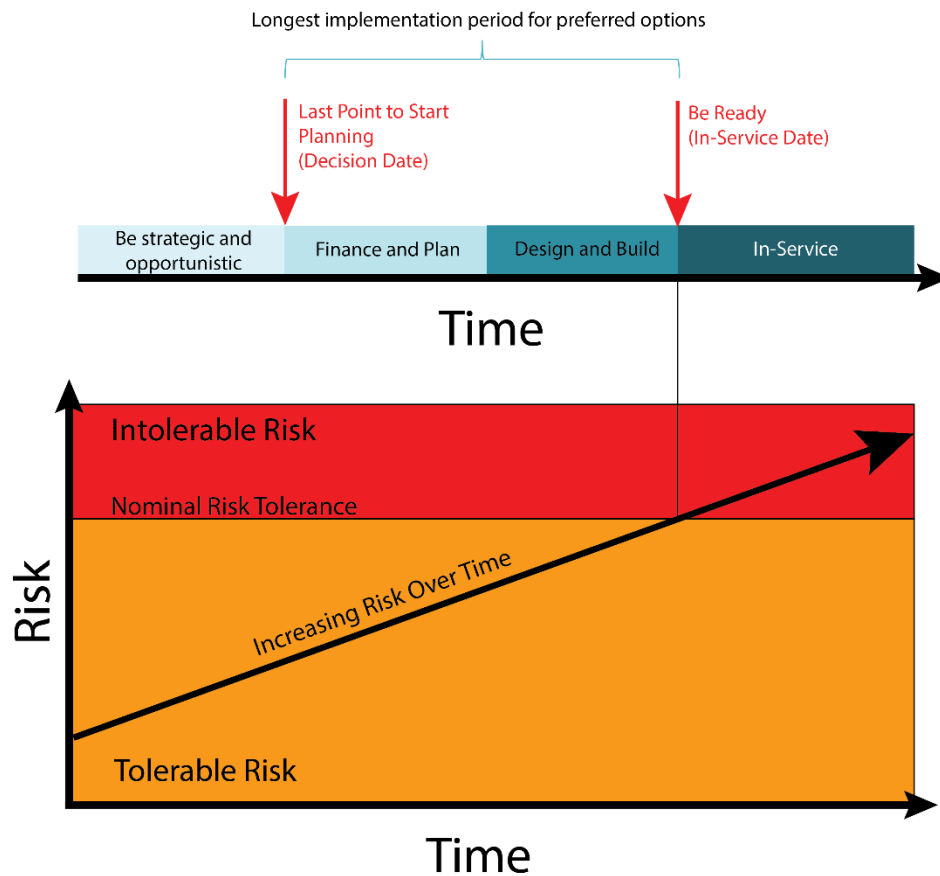 Longest implementation period for preferred options
Last Point to Start
Planning
(Decision Date)
Be Ready
(In-Service Date)
Be strategic and
opportunistic
Finance and Plan
Design and Build
In-Service
Time
Intolerable Risk
Nominal Risk Tolerance
Increasing Risk Over Time
Risk
Tolerable Risk
Time